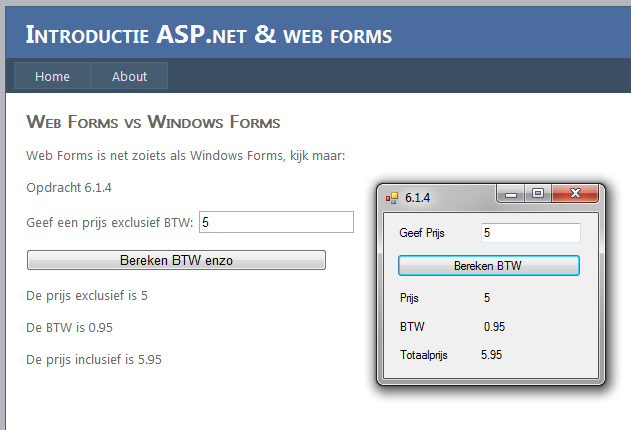 Introductie ASP.net & web forms
Home
About
Web Forms vs Windows Forms
Web Forms is net zoiets als Windows Forms, kijk maar:
Opdracht 6.1.4
Geef een prijs exclusief BTW: 5
Bereken BTW enzo
De prijs exclusief is 5
De BTW is 0.95
De prijs inclusief is 5.95
6.1.4
Geef Prijs 5
Bereken BTW
Prijs 5
BTW 0.95
Totaalprijs 5.95